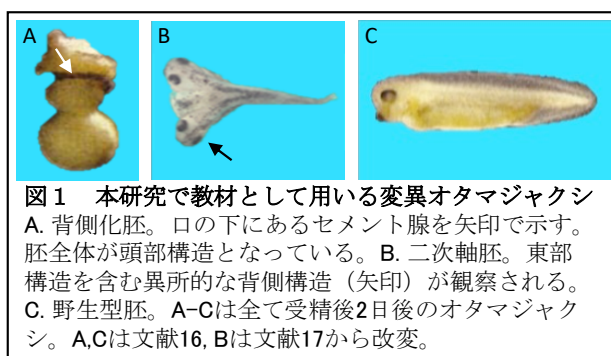 A B C
図1 本研究で教材として用いる変異オタマジャクシ
A. 背側化胚。口の下にあるセメント腺を矢印で示す。
胚全体が頭部構造となっている。B. 二次軸胚。東部
構造を含む異所的な背側構造（矢印）が観察される。
C. 野生型胚。A-Cは全て受精後2日後のオタマジャク
シ。A,Cは文献16, Bは文献17から改変。